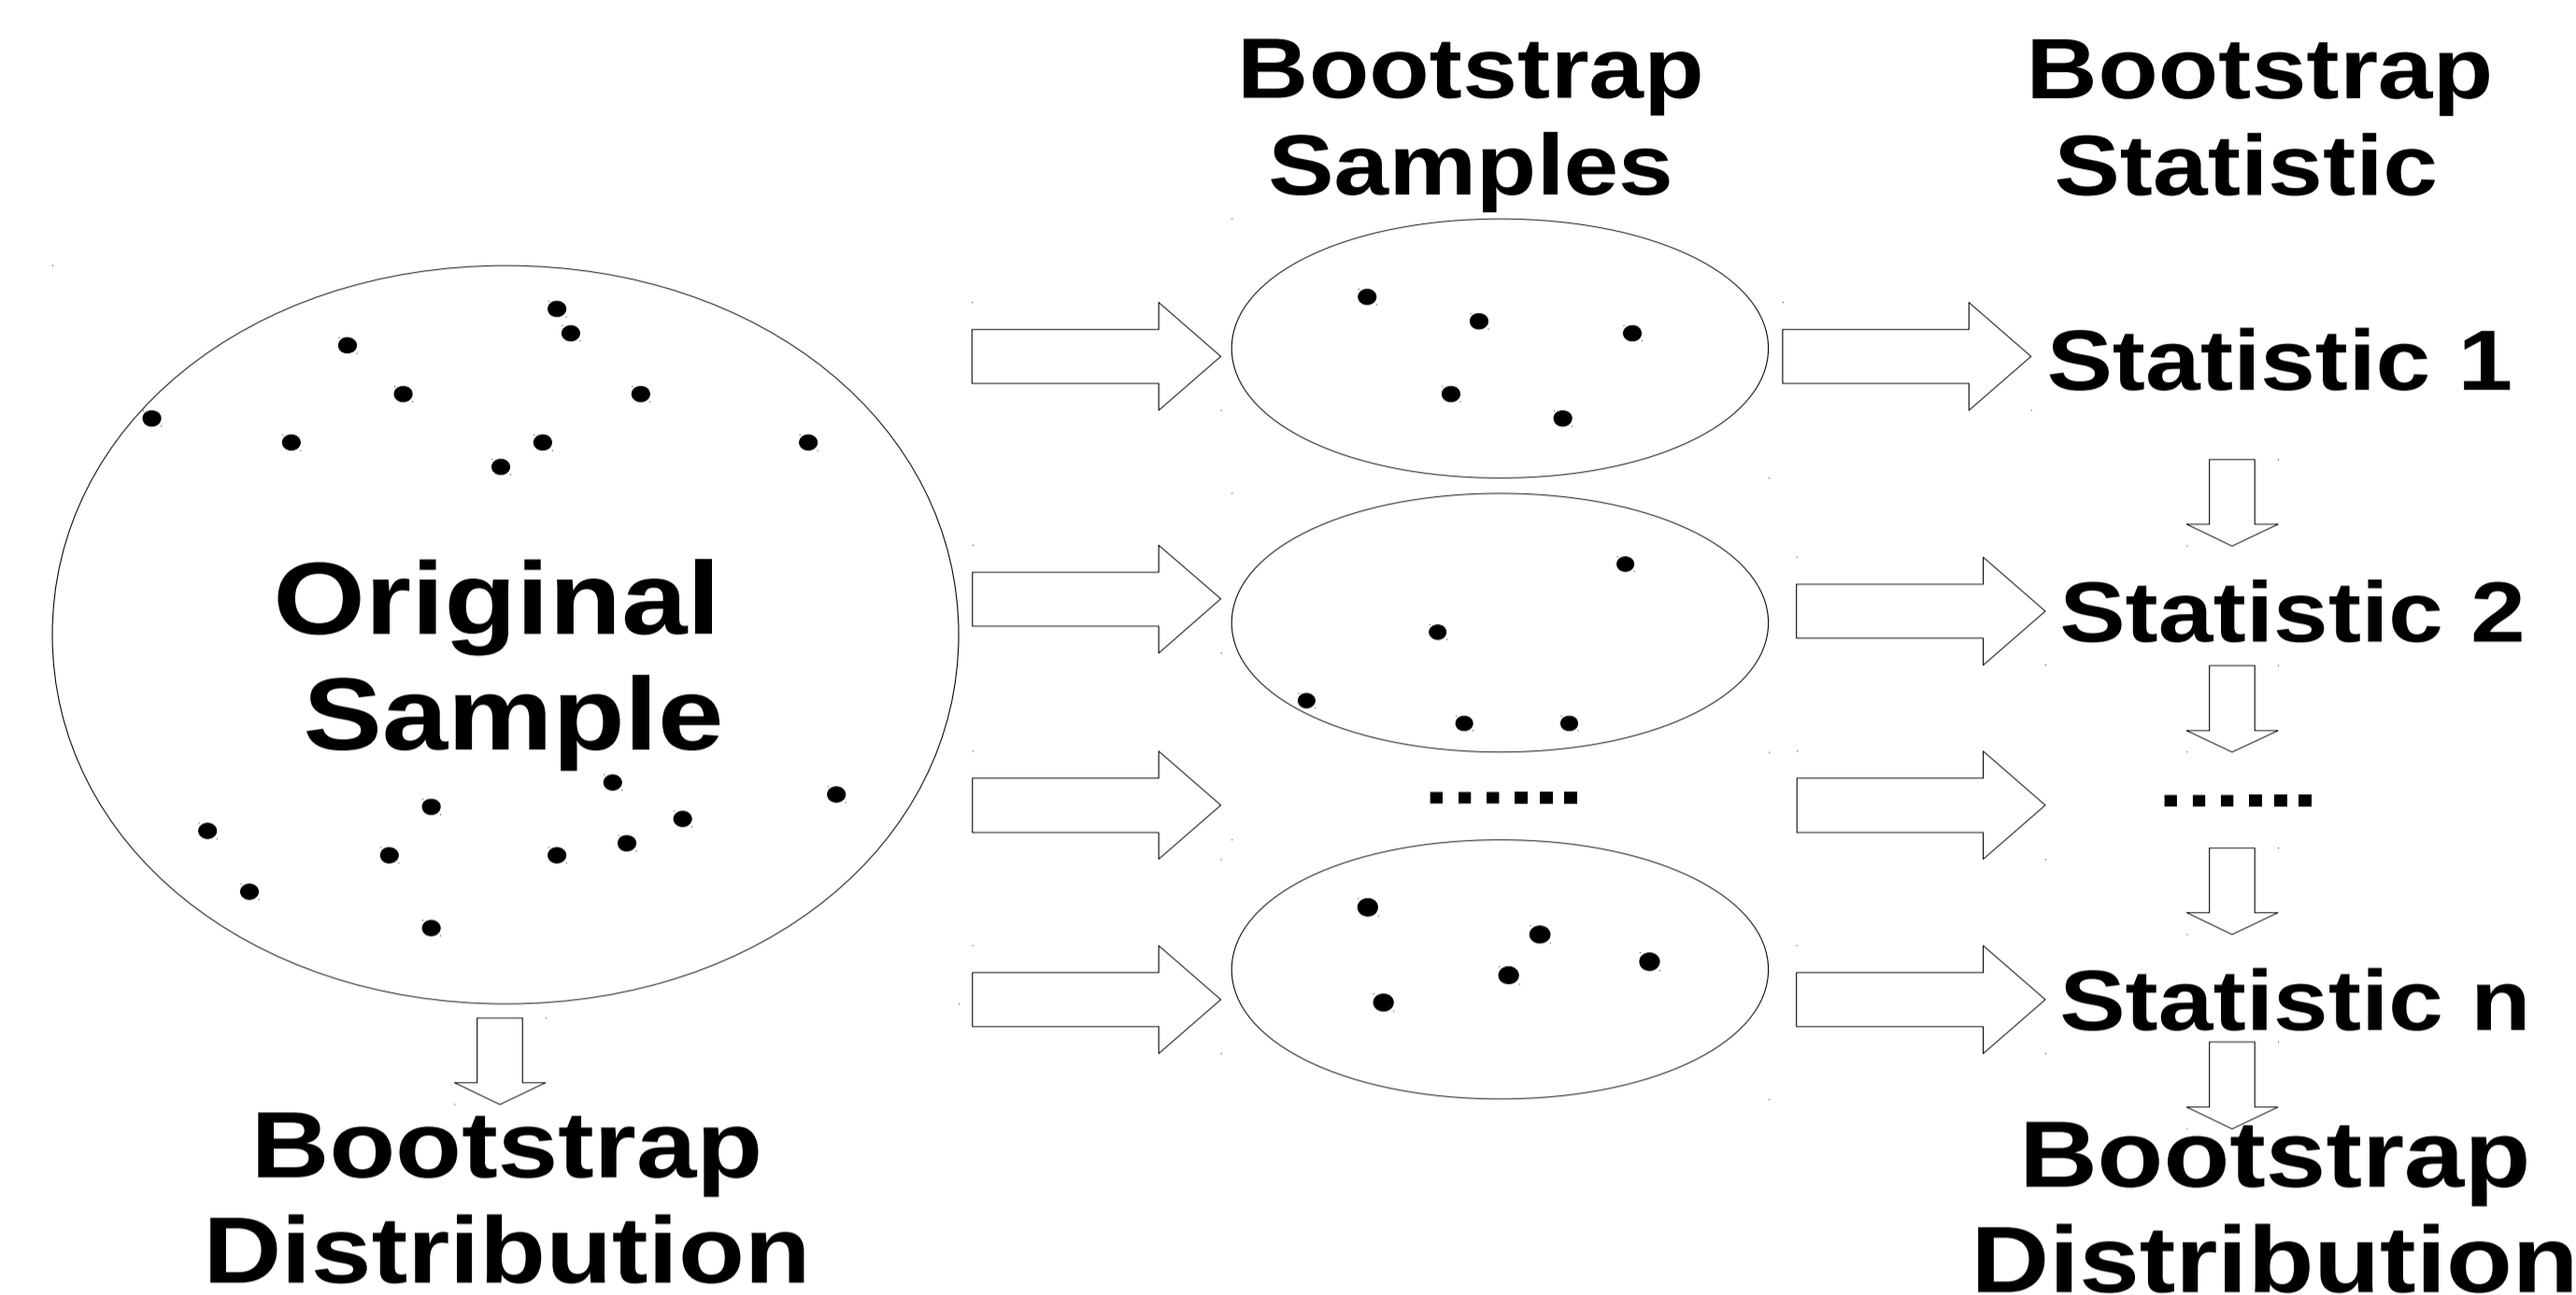 Bootstrap
Samples
Bootstrap
Statistic
Original
Sample
Statistic 1
Statistic 2
......
......
Statistic n
Bootstrap
Distribution
Bootstrap
Distribution